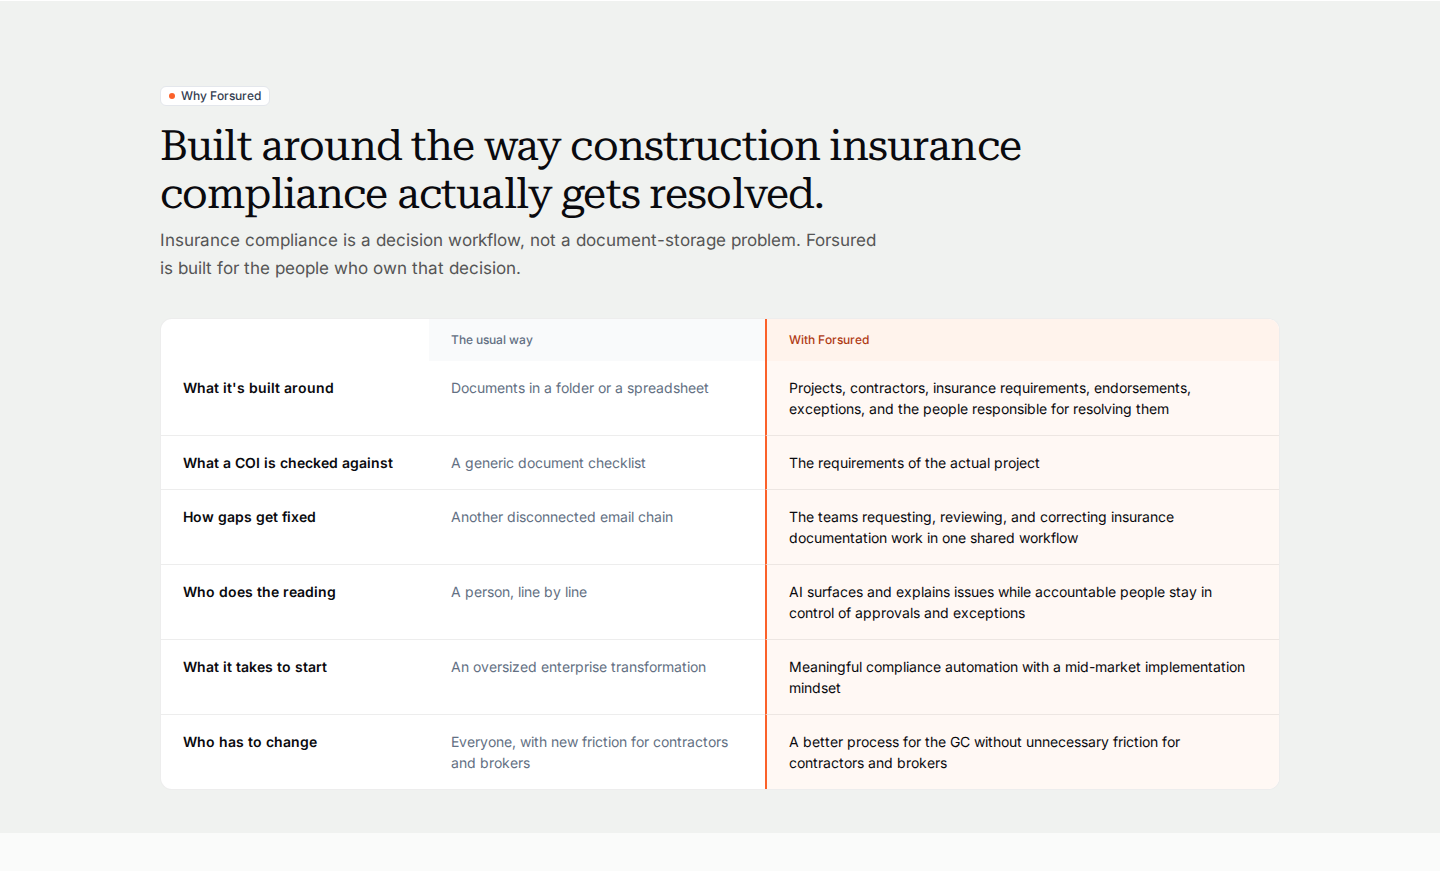 Why Forsured
Built around the way construction insurance
compliance actually gets resolved.
Insurance compliance is a decision workflow, not a document-storage problem. Forsured
is built for the people who own that decision.
The usual way
With Forsured
What it's built around
Documents in a folder or a spreadsheet
Projects, contractors, insurance requirements, endorsements,
exceptions, and the people responsible for resolving them
What a COI is checked against
A generic document checklist
The requirements of the actual project
How gaps get fixed
Another disconnected email chain
The teams requesting, reviewing, and correcting insurance
documentation work in one shared workflow
Who does the reading
A person, line by line
AI surfaces and explains issues while accountable people stay in
control of approvals and exceptions
What it takes to start
An oversized enterprise transformation
Meaningful compliance automation with a mid-market implementation
mindset
Who has to change
Everyone, with new friction for contractors
and brokers
A better process for the GC without unnecessary friction for
contractors and brokers